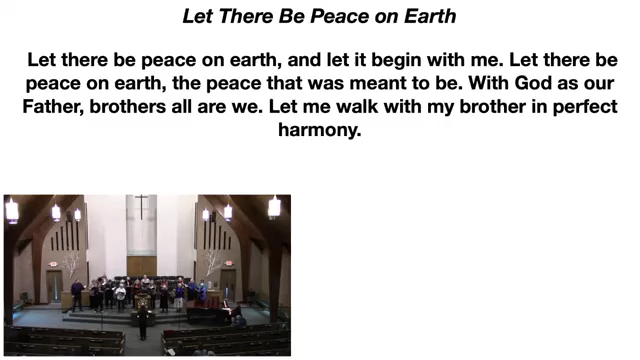 Let There Be Peace on Earth
Let there be peace on earth, and let it begin with me. Let there be
peace on earth, the peace that was meant to be. With God as our
Father, brothers all are we. Let me walk with my brother in perfect
harmony.